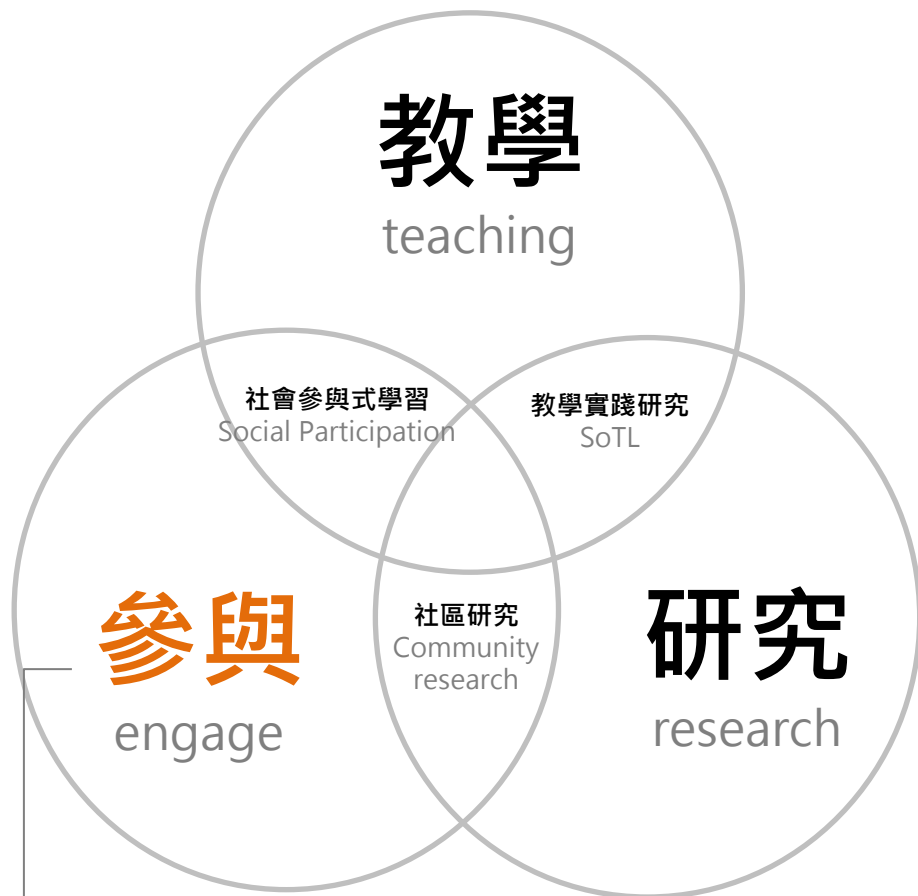 教學
teaching
社會參與式學習
Social Participation
教學實踐研究
SoTL
參與
engage
社區研究
Community
research
研究
research